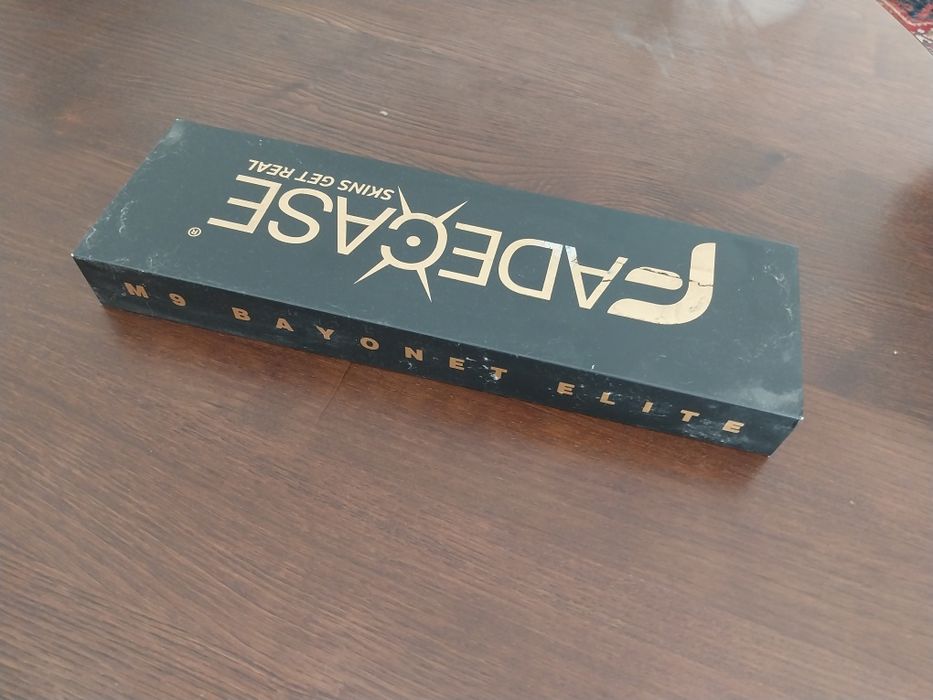 FADECASE®
SKINS GET REAL
M9 BAYONET ELITE